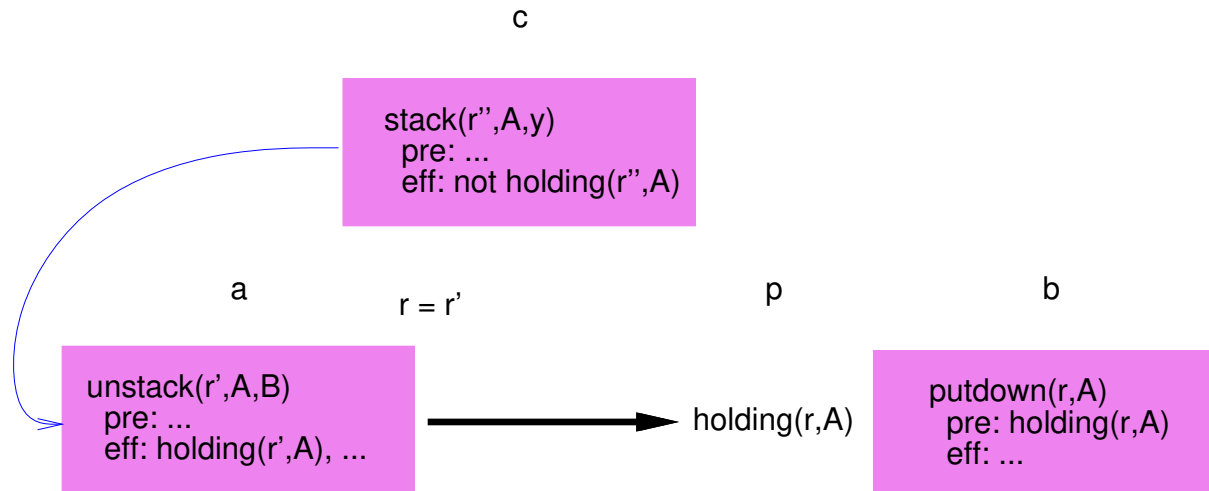 c
stack(r’’,A,y)
pre: ...
eff: not holding(r’’,A)
a
r = r’
p
b
unstack(r’,A,B)
pre: ...
eff: holding(r’,A), ...
holding(r,A)
putdown(r,A)
pre: holding(r,A)
eff: ...